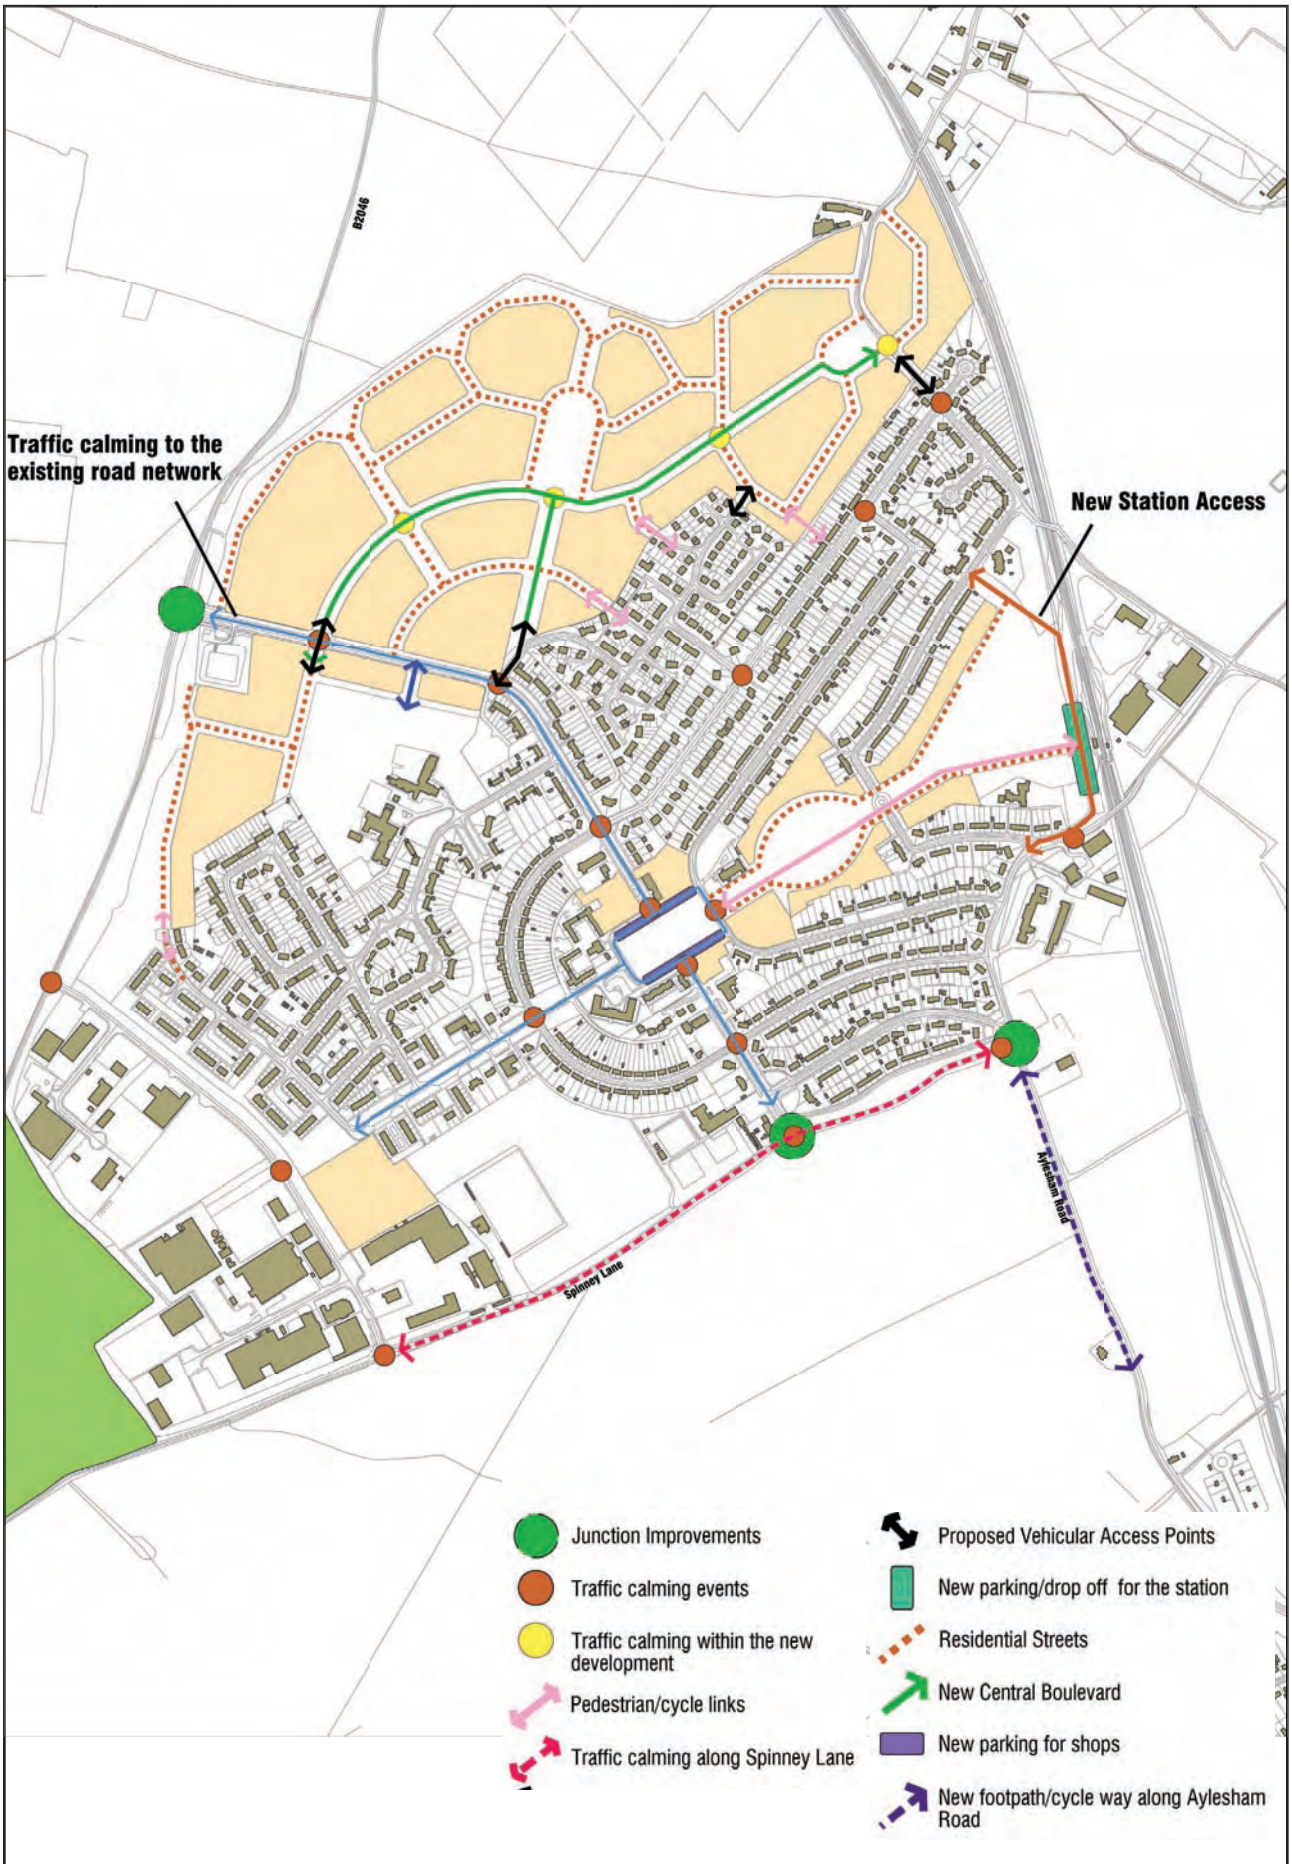 B2046
Traffic calming to the
existing road network
New Station Access
Aylesham Road
Spinney Lane
Junction Improvements
Traffic calming events
Traffic calming within the new
development
Pedestrian/cycle links
Traffic calming along Spinney Lane
Proposed Vehicular Access Points
New parking/drop off for the station
Residential Streets
New Central Boulevard
New parking for shops
New footpath/cycle way along Aylesham
Road